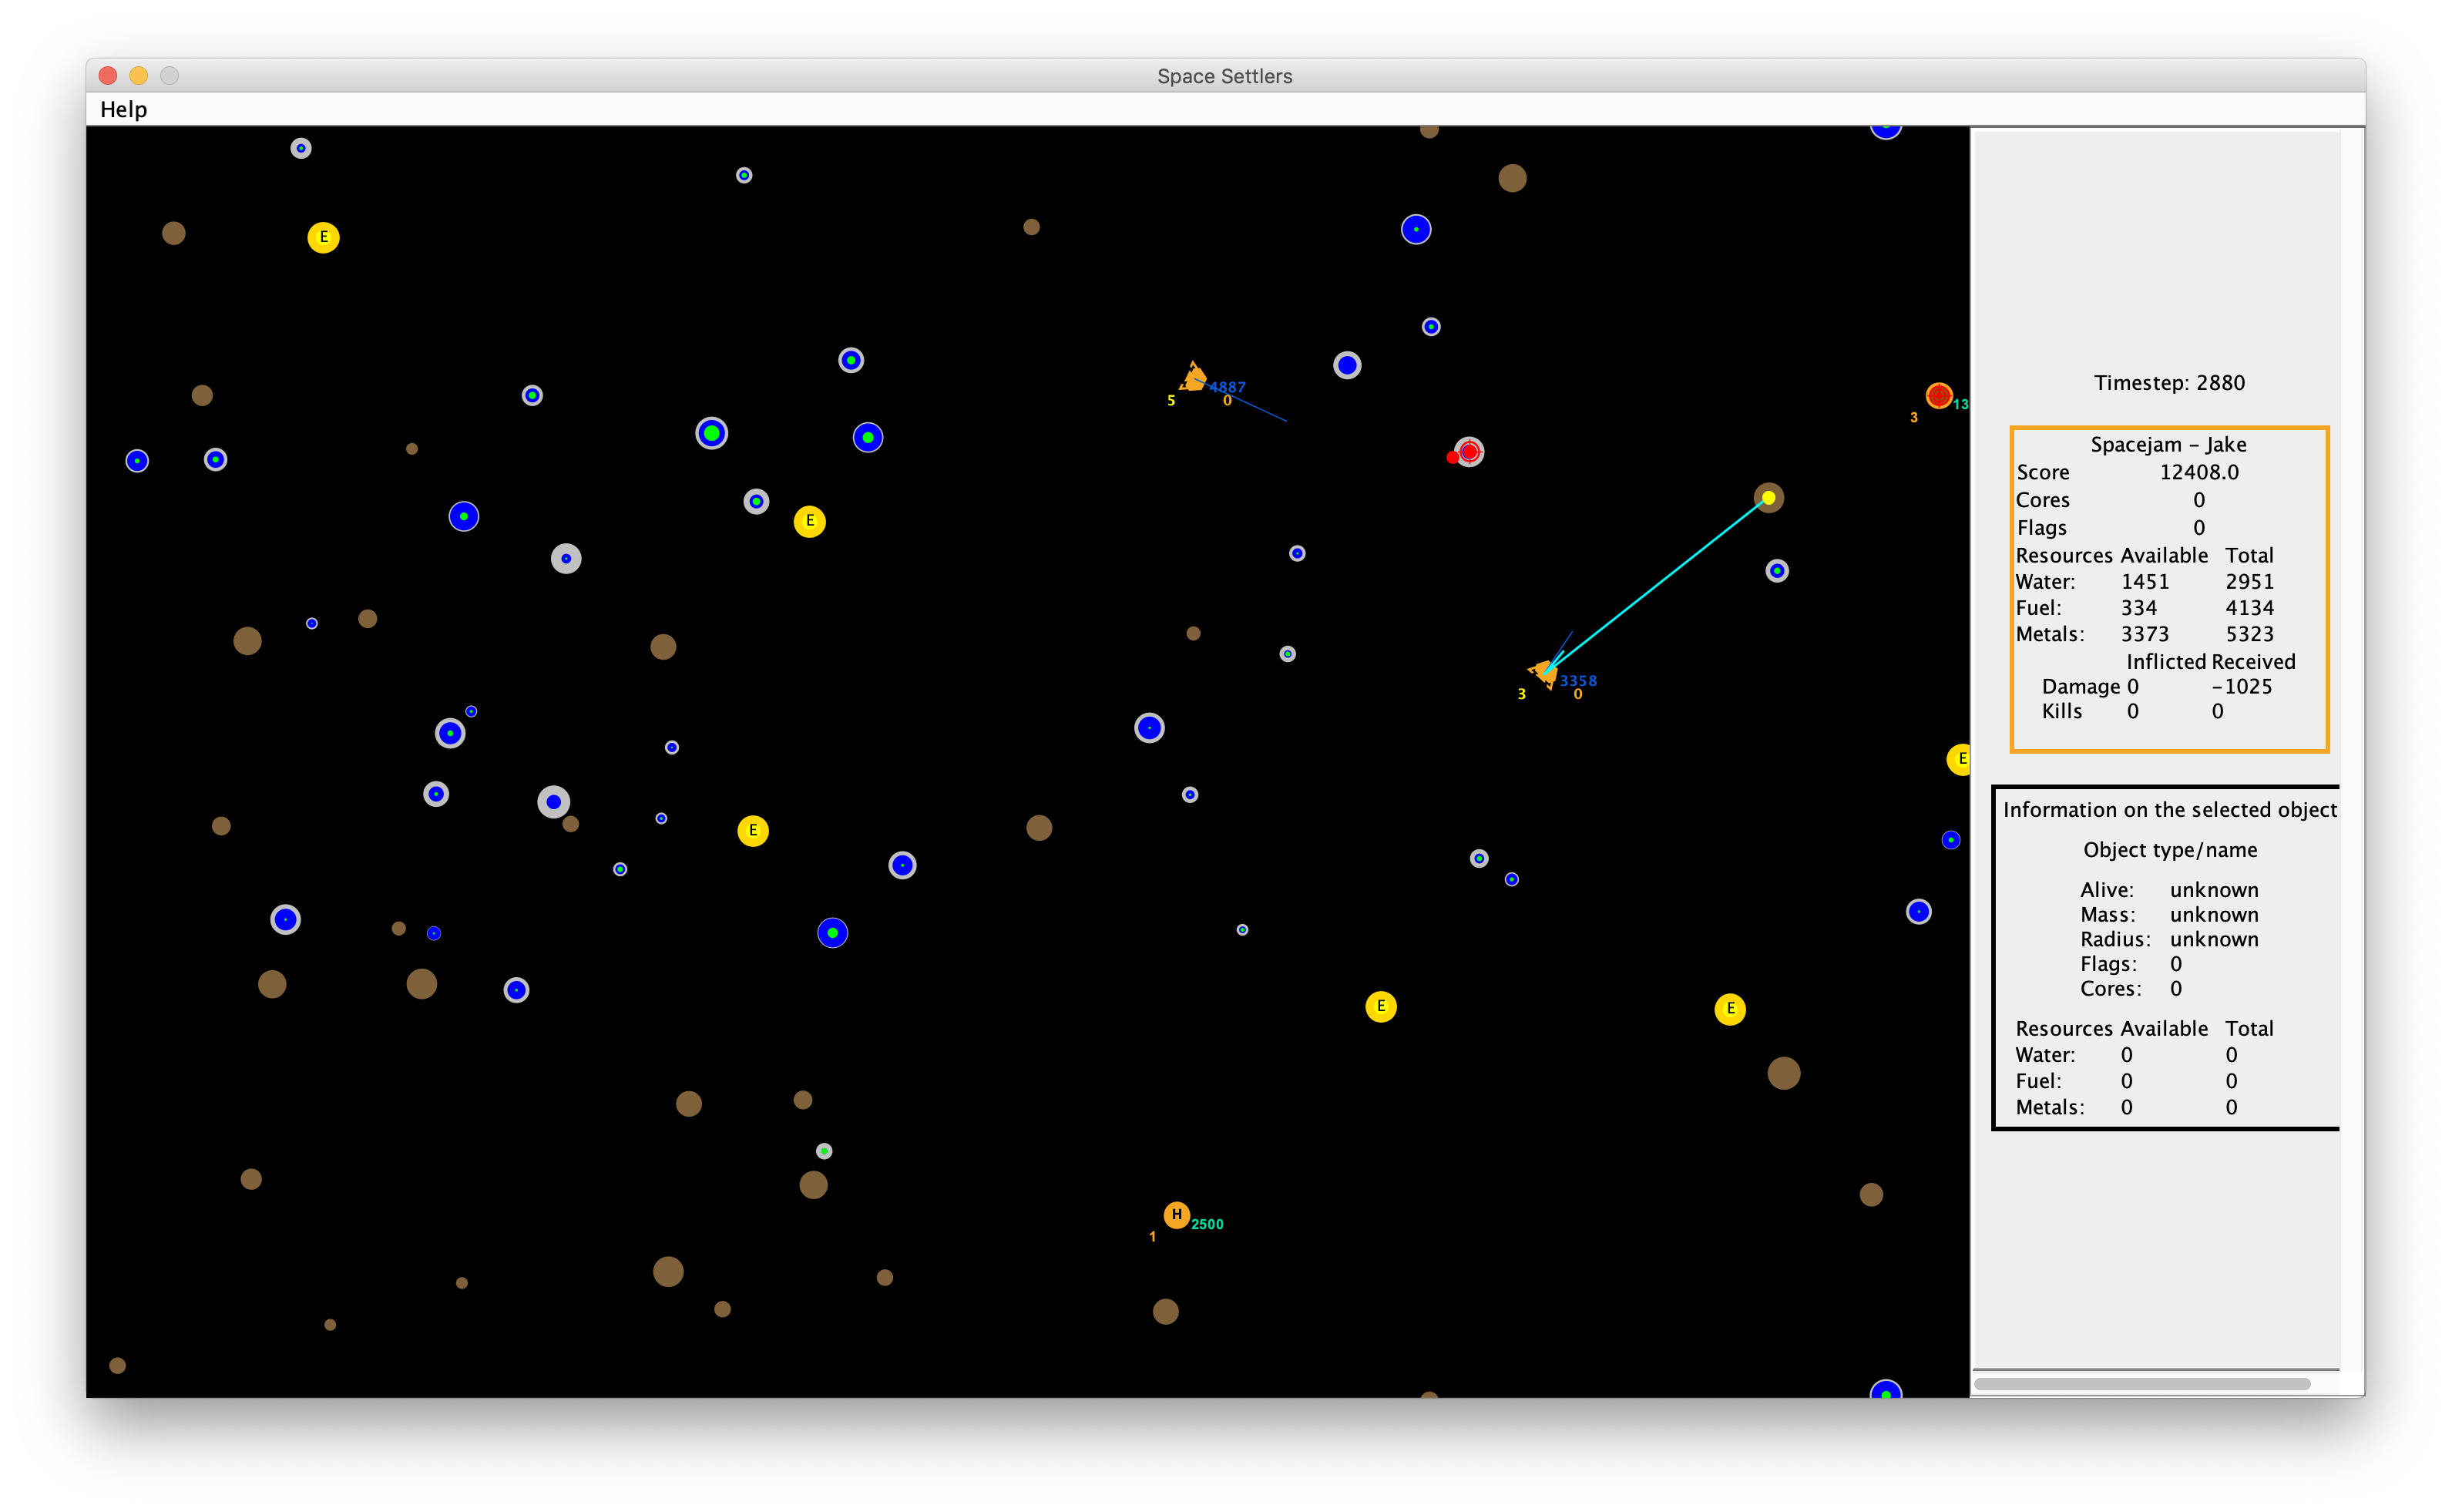 Space Settlers
Help
E
4887
5 0
13
3
E
3358
3 0
E
E
E
E
H
2500
1
Timestep: 2880
Spacejam - Jake
Score 12408.0
Cores 0
Flags 0
Resources Available Total
Water: 1451 2951
Fuel: 334 4134
Metals: 3373 5323
Inflicted Received
Damage 0 -1025
Kills 0 0
Information on the selected object
Object type/name
Alive: unknown
Mass: unknown
Radius: unknown
Flags: 0
Cores: 0
Resources Available Total
Water: 0 0
Fuel: 0 0
Metals: 0 0